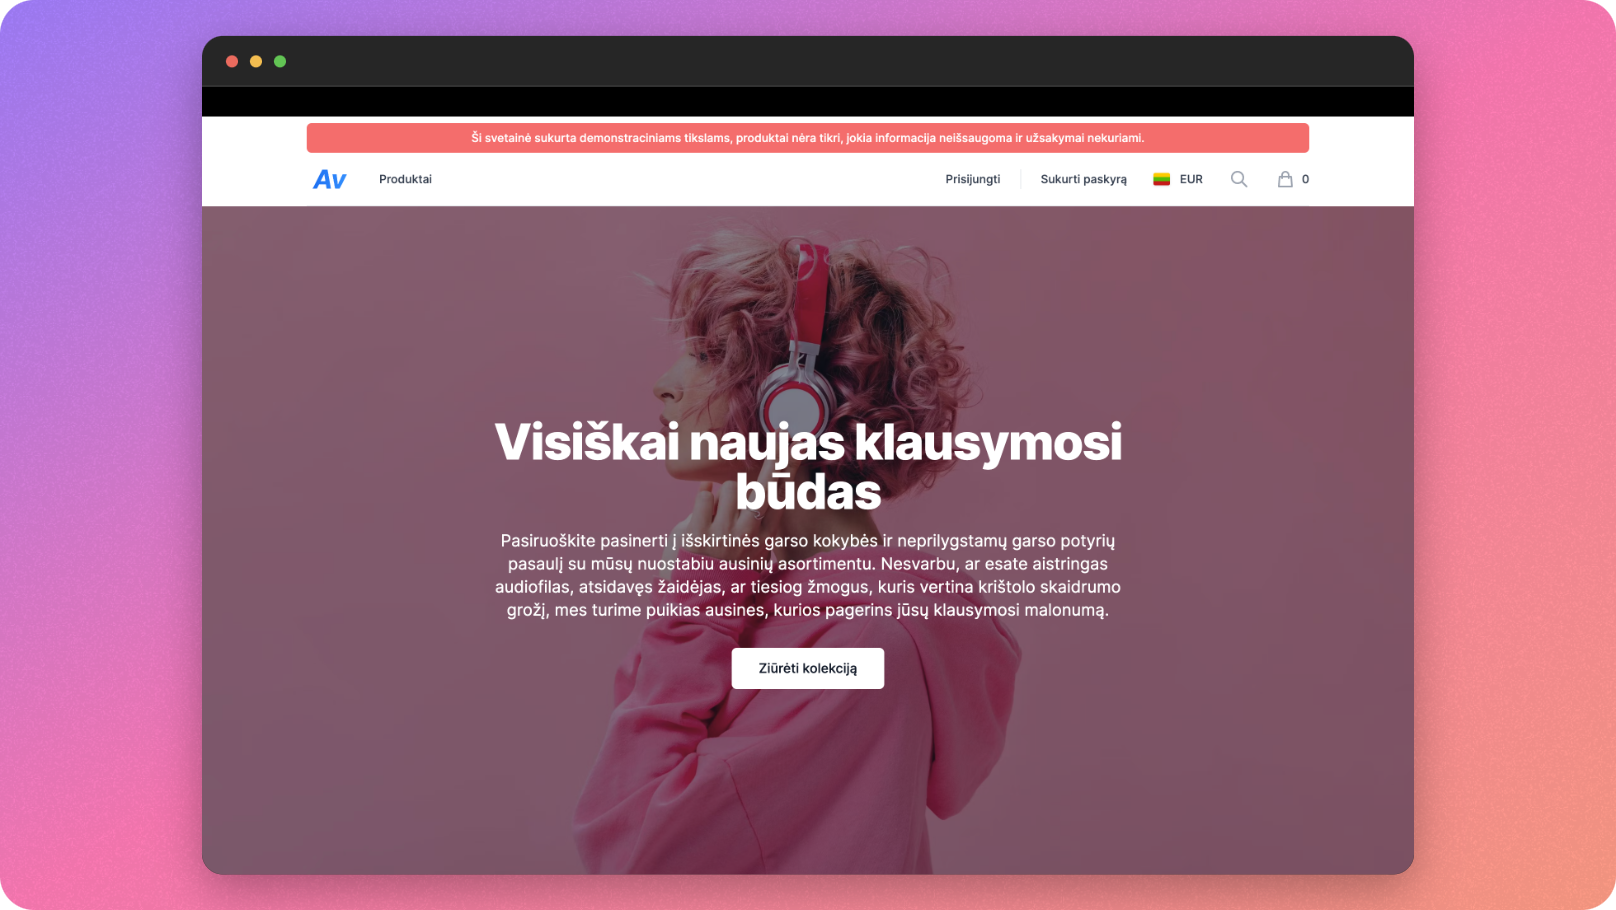 Ši svetainė sukurta demonstraciniams tikslams, produktai nėra tikri, jokia informacija neišsaugoma ir užsakymai nekuriami.
Av
Produktai
Prisijungti
Sukurti paskyrą
EUR
0
Visiškai naujas klausymosi
būdas
Pasiruoškite pasinerti į išskirtinės garso kokybės ir neprilygstamų garso potyrių
pasaulį su mūsų nuostabiu ausinių asortimentu. Nesvarbu, ar esate aistringas
audiofilas, atsidavęs žaidėjas, ar tiesiog žmogus, kuris vertina krištolo skaidrumo
grožį, mes turime puikias ausines, kurios pagerins jūsų klausymosi malonumą.
Ziūrėti kolekciją